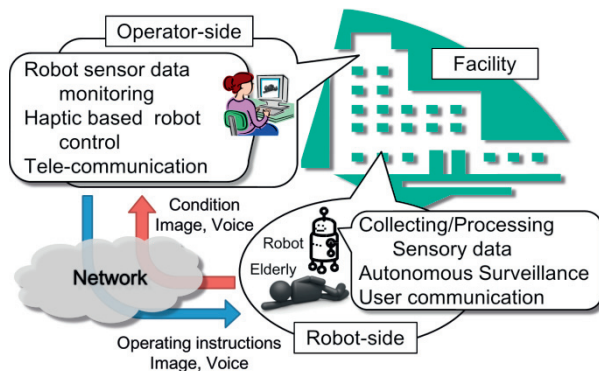 Operator-side
Robot sensor data
monitoring
Haptic based robot
control
Tele-communication
Facility
Condition
Image, Voice
Network
Operating instructions
Image, Voice
Robot
Elderly
Collecting/Processing
Sensory data
Autonomous Surveillance
User communication
Robot-side